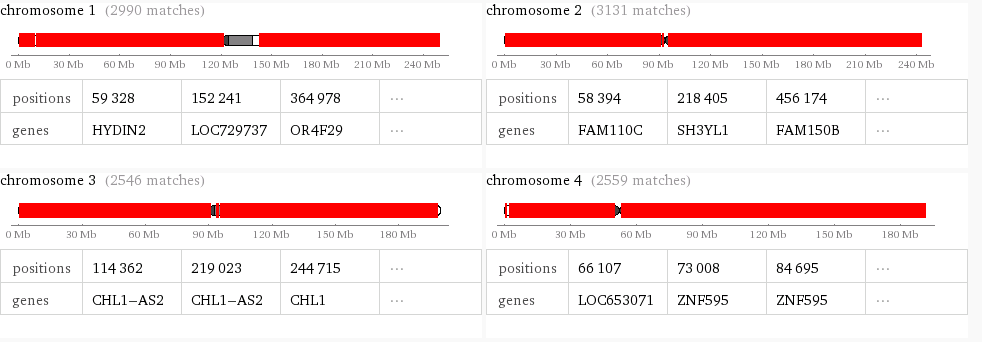 chromosome 1 (2990 matches)
0 Mb 30 Mb 60 Mb 90 Mb 120 Mb 150 Mb 180 Mb 210 Mb 240 Mb
positions 59 328 152 241 364 978 ...
genes HYDIN2 LOC729737 OR4F29 ...
chromosome 2 (3131 matches)
0 Mb 30 Mb 60 Mb 90 Mb 120 Mb 150 Mb 180 Mb 210 Mb 240 Mb
positions 58 394 218 405 456 174 ...
genes FAM110C SH3YL1 FAM150B ...
chromosome 3 (2546 matches)
0 Mb 30 Mb 60 Mb 90 Mb 120 Mb 150 Mb 180 Mb
positions 114 362 219 023 244 715 ...
genes CHL1−AS2 CHL1−AS2 CHL1 ...
chromosome 4 (2559 matches)
0 Mb 30 Mb 60 Mb 90 Mb 120 Mb 150 Mb 180 Mb
positions 66 107 73 008 84 695 ...
genes LOC653071 ZNF595 ZNF595 ...